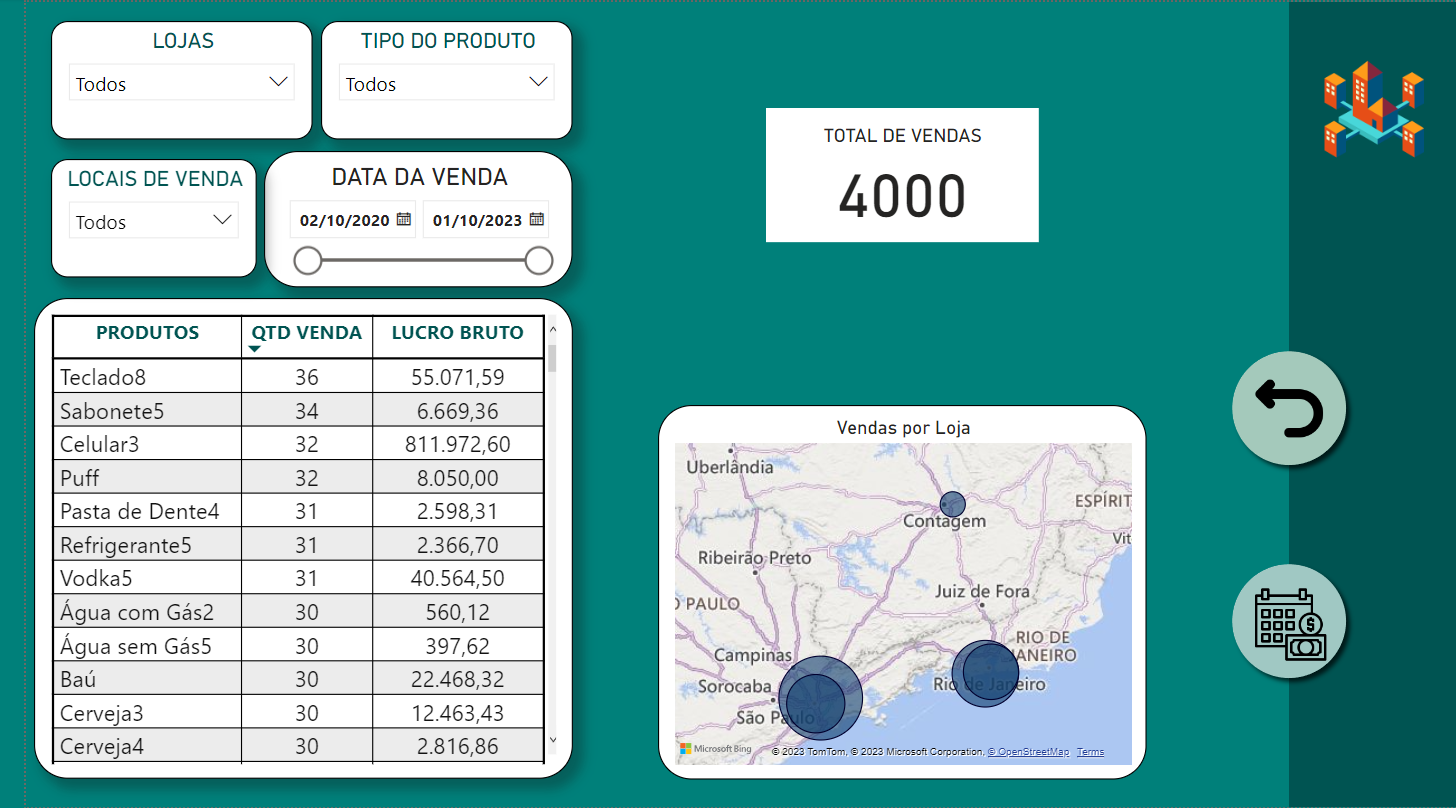 LOJAS
Todos
TIPO DO PRODUTO
Todos
LOCAIS DE VENDA
Todos
DATA DA VENDA
02/10/2020 01/10/2023
TOTAL DE VENDAS
4000
PRODUTOS QTD VENDA LUCRO BRUTO
Teclado8 36 55.071,59
Sabonete5 34 6.669,36
Celular3 32 811.972,60
Puff 32 8.050,00
Pasta de Dente4 31 2.598,31
Refrigerante5 31 2.366,70
Vodka5 31 40.564,50
Água com Gás2 30 560,12
Água sem Gás5 30 397,62
Baú 30 22.468,32
Cerveja3 30 12.463,43
Cerveja4 30 2.816,86
Vendas por Loja
Uberlândia
ESPÍRIT
Contagem
Vit
Ribeirão Preto
Juiz de Fora
O PAULO
RIO DE
JANEIRO
Campinas
Sorocaba
Rio de Janeiro
São Paulo
Microsoft Bing
© 2023 TomTom, © 2023 Microsoft Corporation, © OpenStreetMap Terms
$